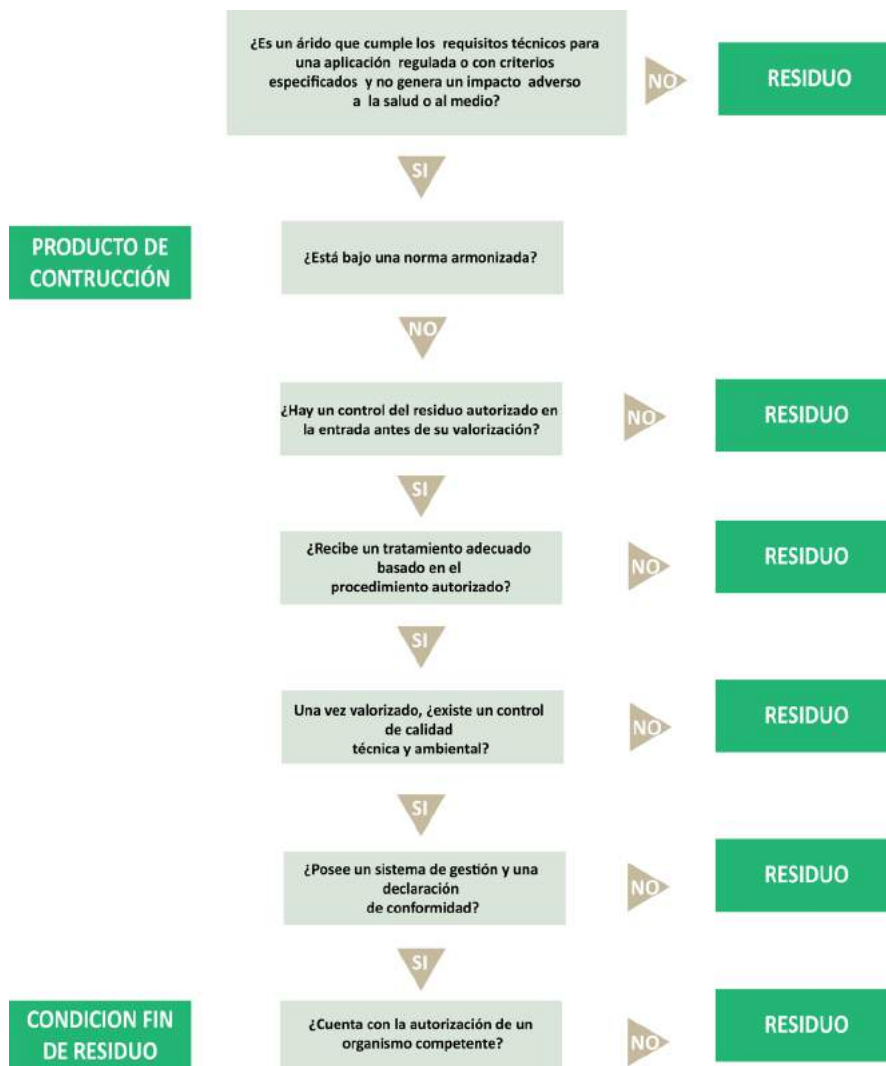 ¿Es un árido que cumple los requisitos técnicos para
una aplicación regulada o con criterios
especificados y no genera un impacto adverso
a la salud o al medio?
NO
RESIDUO
SI
PRODUCTO DE
CONTRUCCIÓN
¿Está bajo una norma armonizada?
NO
¿Hay un control del residuo autorizado en
la entrada antes de su valorización?
NO
RESIDUO
SI
¿Recibe un tratamiento adecuado
basado en el
procedimiento autorizado?
NO
RESIDUO
SI
Una vez valorizado, ¿existe un control
de calidad
técnica y ambiental?
NO
RESIDUO
SI
¿Posee un sistema de gestión y una
declaración
de conformidad?
NO
RESIDUO
SI
CONDICION FIN
DE RESIDUO
¿Cuenta con la autorización de un
organismo competente?
NO
RESIDUO